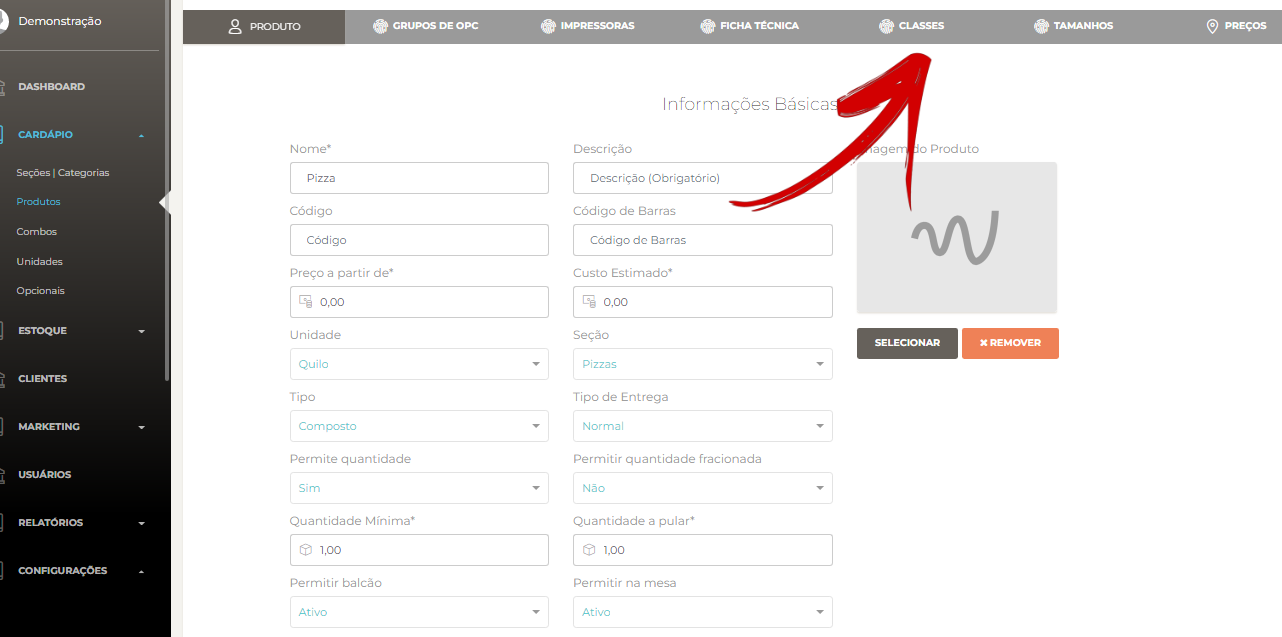 Demonstração
DASHBOARD
CARDÁPIO
Seções | Categorias
Produtos
Combos
Unidades
Opcionais
ESTOQUE
CLIENTES
MARKETING
USUÁRIOS
RELATÓRIOS
CONFIGURAÇÕES
PRODUTO GRUPOS DE OPC IMPRESSORAS FICHA TÉCNICA CLASSES TAMANHOS PREÇOS
Informações Básicas
Nome* Descrição do Produto
Pizza Descrição (Obrigatório)
Código Código de Barras
Código Código de Barras
Preço a partir de* Custo Estimado*
0,00 0,00
Unidade Seção
SELECIONAR REMOVER
Quilo Pizzas
Tipo Tipo de Entrega
Composto Normal
Permite quantidade Permitir quantidade fracionada
Sim Não
Quantidade Mínima* Quantidade a pular*
1,00 1,00
Permitir balcão Permitir na mesa
Ativo Ativo